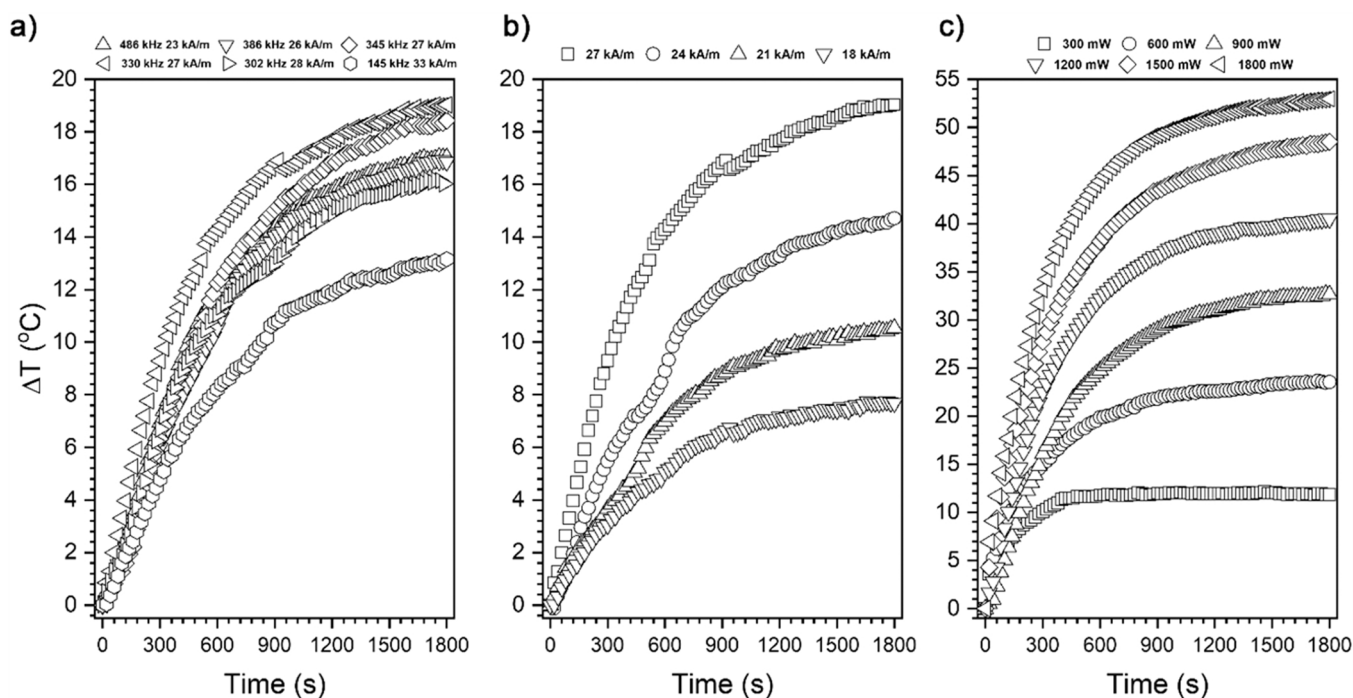 a)
486 kHz 23 kA/m 386 kHz 26 kA/m 345 kHz 27 kA/m
330 kHz 27 kA/m 302 kHz 28 kA/m 145 kHz 33 kA/m
20
18
16
14
12
10
8
6
4
2
0
ΔT (°C)
0 300 600 900 1200 1500 1800
Time (s)
b)
27 kA/m 24 kA/m 21 kA/m 18 kA/m
20
18
16
14
12
10
8
6
4
2
0
0 300 600 900 1200 1500 1800
Time (s)
c)
300 mW 600 mW 900 mW
1200 mW 1500 mW 1800 mW
55
50
45
40
35
30
25
20
15
10
5
0
0 300 600 900 1200 1500 1800
Time (s)